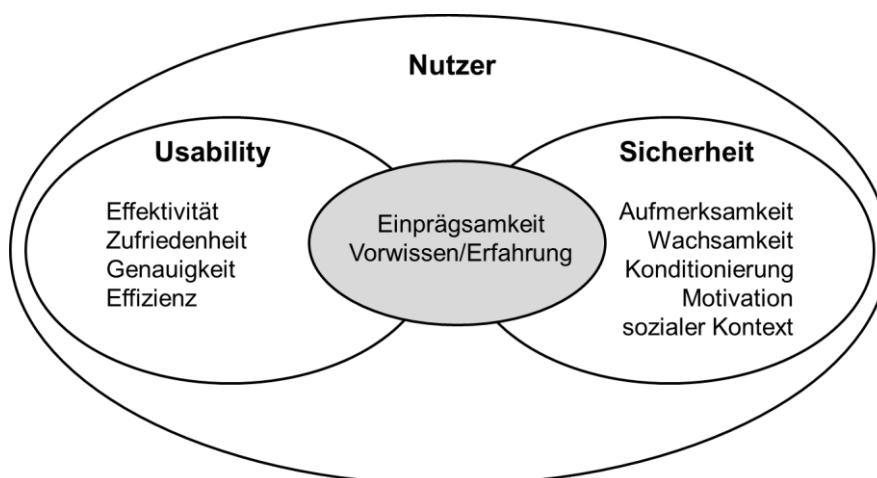 Nutzer
Usability
Effektivität
Zufriedenheit
Genauigkeit
Effizienz
Einprägsamkeit
Vorwissen/Erfahrung
Sicherheit
Aufmerksamkeit
Wachsamkeit
Konditionierung
Motivation
sozialer Kontext